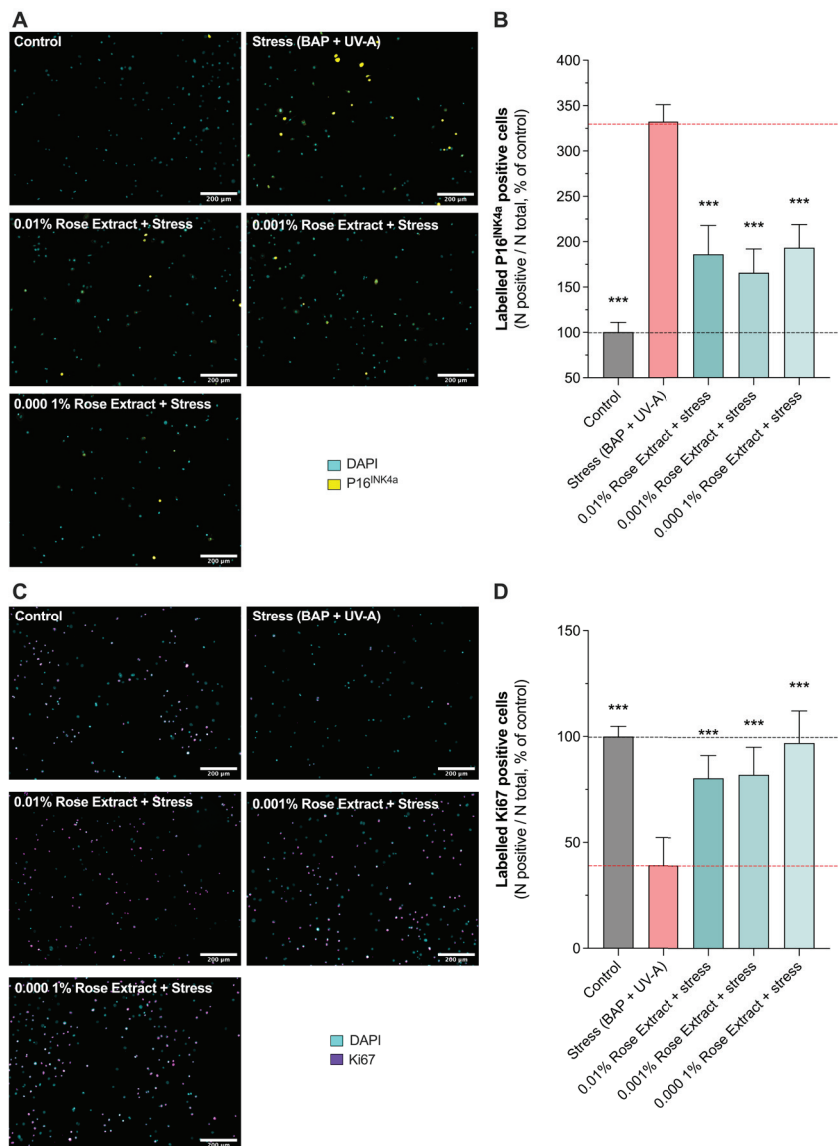 A
Control
Stress (BAP + UV-A)
200 µm
200 µm
0.01% Rose Extract + Stress
0.001% Rose Extract + Stress
200 µm
200 µm
0.000 1% Rose Extract + Stress
200 µm
DAPI
P16^INK4a
B
Labelled P16^INK4a positive cells
(N positive / N total, % of control)
400
350
300
250
200
150
100
50
***
***
***
***
Control
Stress (BAP + UV-A)
0.01% Rose Extract + stress
0.001% Rose Extract + stress
0.000 1% Rose Extract + stress
C
Control
Stress (BAP + UV-A)
200 µm
200 µm
0.01% Rose Extract + Stress
0.001% Rose Extract + Stress
200 µm
200 µm
0.000 1% Rose Extract + Stress
200 µm
DAPI
Ki67
D
Labelled Ki67 positive cells
(N positive / N total, % of control)
150
100
50
0
***
***
***
***
Control
Stress (BAP + UV-A)
0.01% Rose Extract + stress
0.001% Rose Extract + stress
0.000 1% Rose Extract + stress